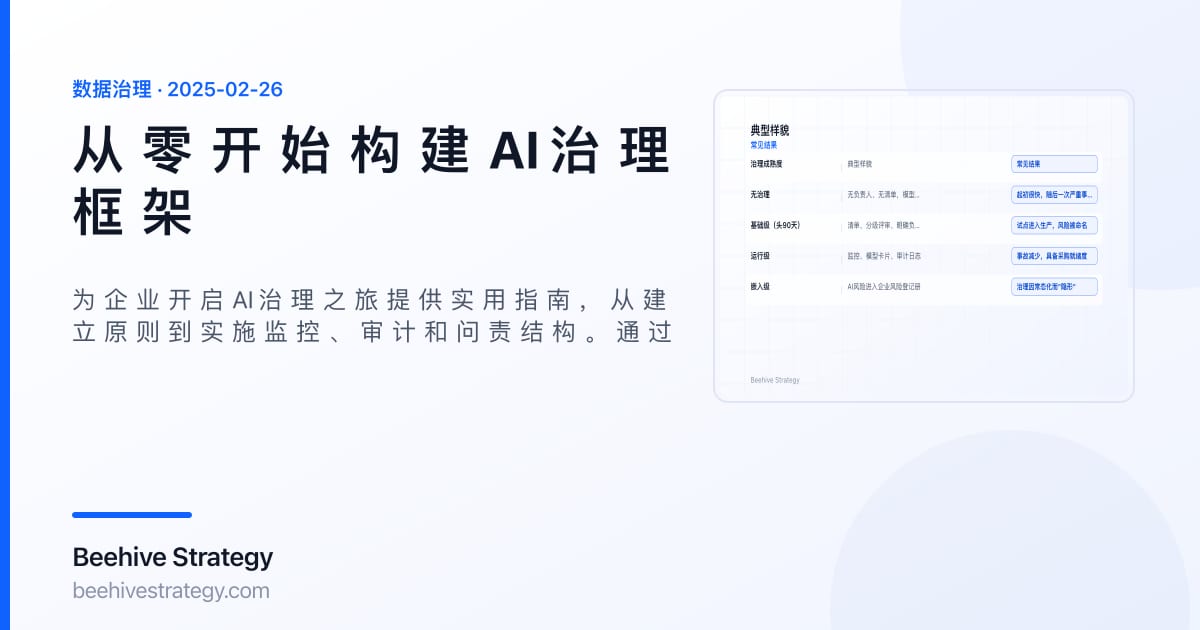 数据治理 · 2025-02-26
从零开始构建AI治理
框架
为企业开启AI治理之旅提供实用指南，从建
立原则到实施监控、审计和问责结构。通过
典型样貌
常见结果
治理成熟度 典型样貌 常见结果
无治理 无负责人、无清单、模型... 起初很快，随后一次严重事...
基础级（头90天） 清单、分级评审、明确负... 试点进入生产，风险被命名
运行级 监控、模型卡片、审计日志 事故减少，具备采购就绪度
嵌入级 AI风险进入企业风险登记册 治理因常态化而"隐形"
Beehive Strategy
Beehive Strategy
beehivestrategy.com